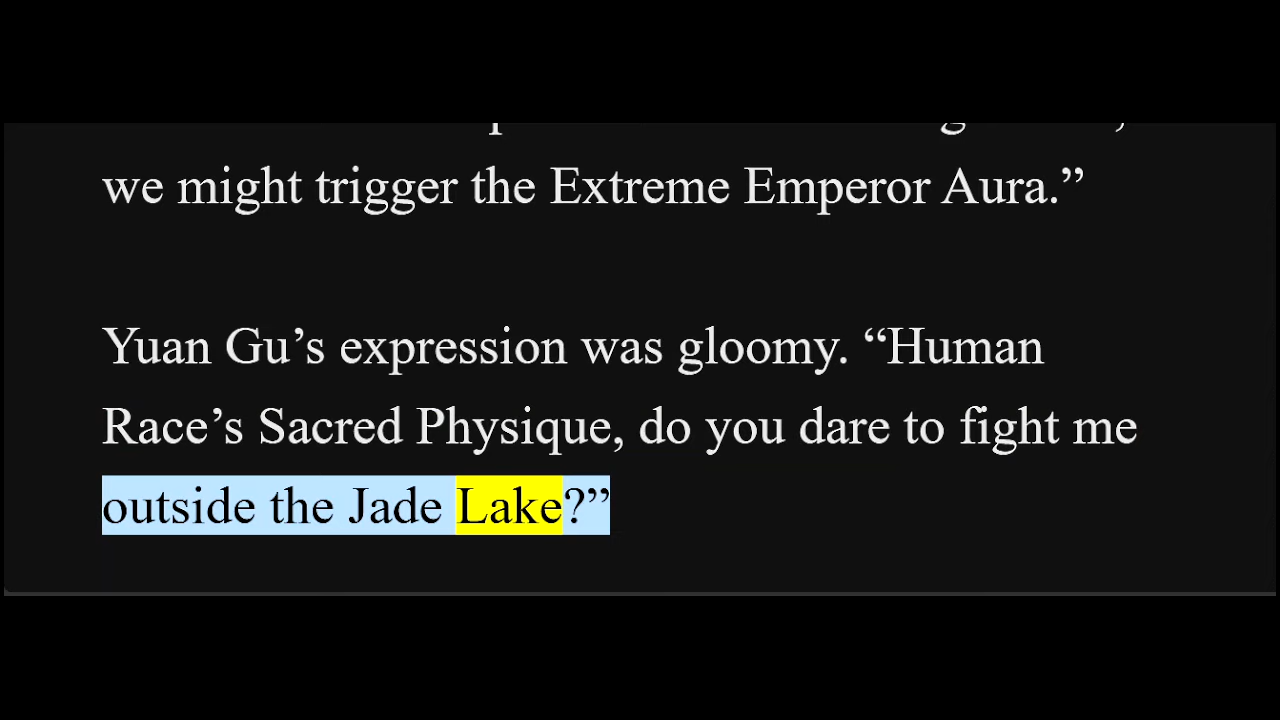 we might trigger the Extreme Emperor Aura.”
Yuan Gu’s expression was gloomy. “Human
Race’s Sacred Physique, do you dare to fight me
outside the Jade Lake?”